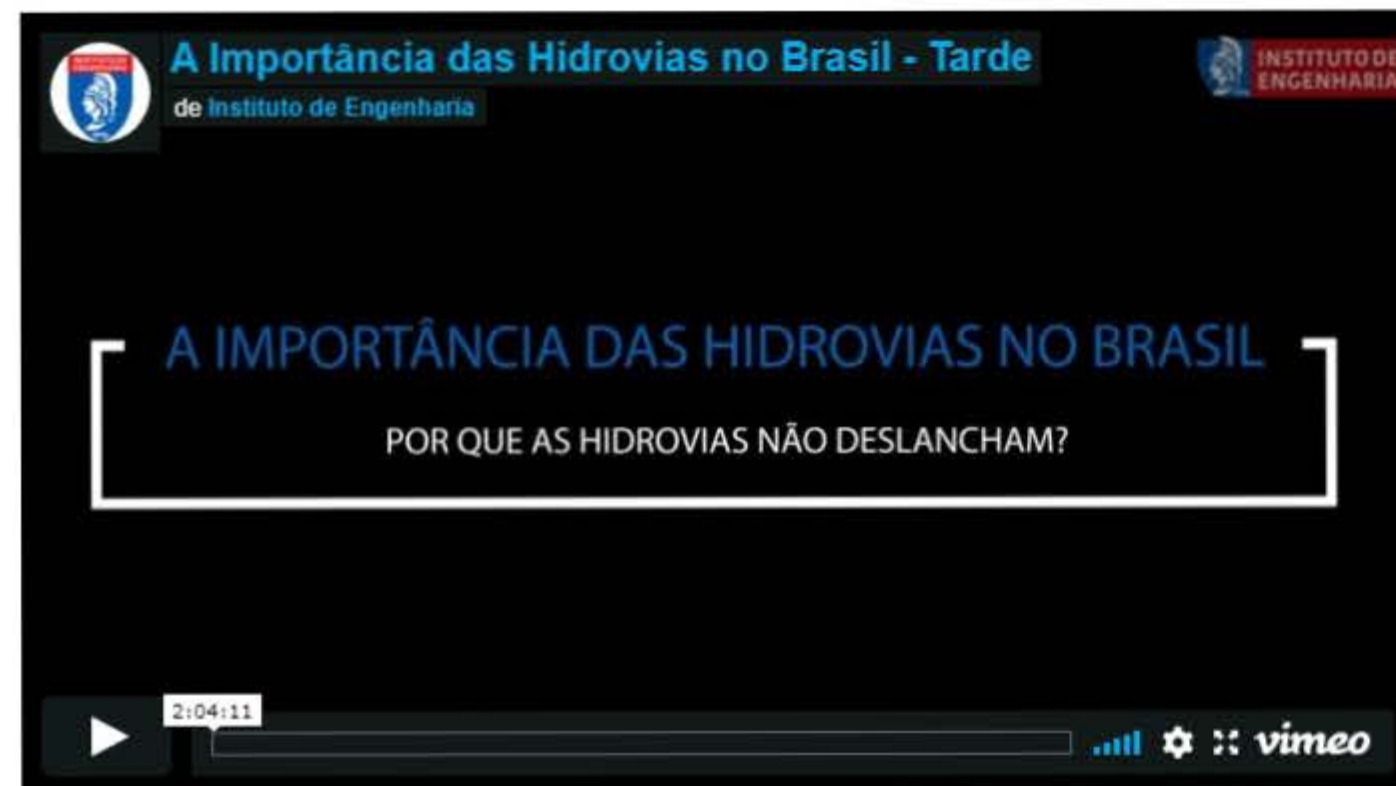 A Importância das Hidrovias no Brasil - Tarde
de Instituto de Engenharia
INSTITUTO DE
ENGENHARIA
A IMPORTÂNCIA DAS HIDROVIAS NO BRASIL
POR QUE AS HIDROVIAS NÃO DESLANCHAM?
2:04:11
vimeo